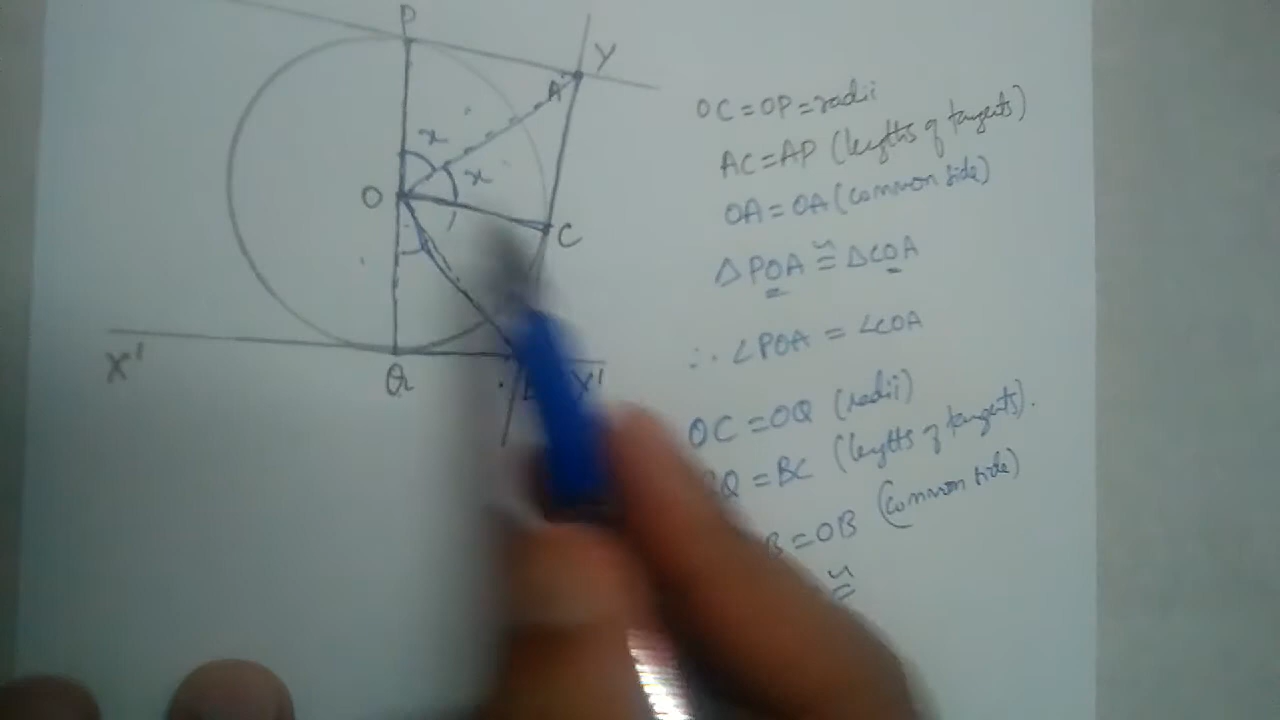 P
Y
A
x
x
O
C
X'
Q
X'
OC = OP = radii
AC = AP (lengths of tangents)
OA = OA (common side)
△POA ≅ △COA
∴ ∠POA = ∠COA
OC = OQ (radii)
Q = BC (lengths of tangents).
B = OB (common side)
≅